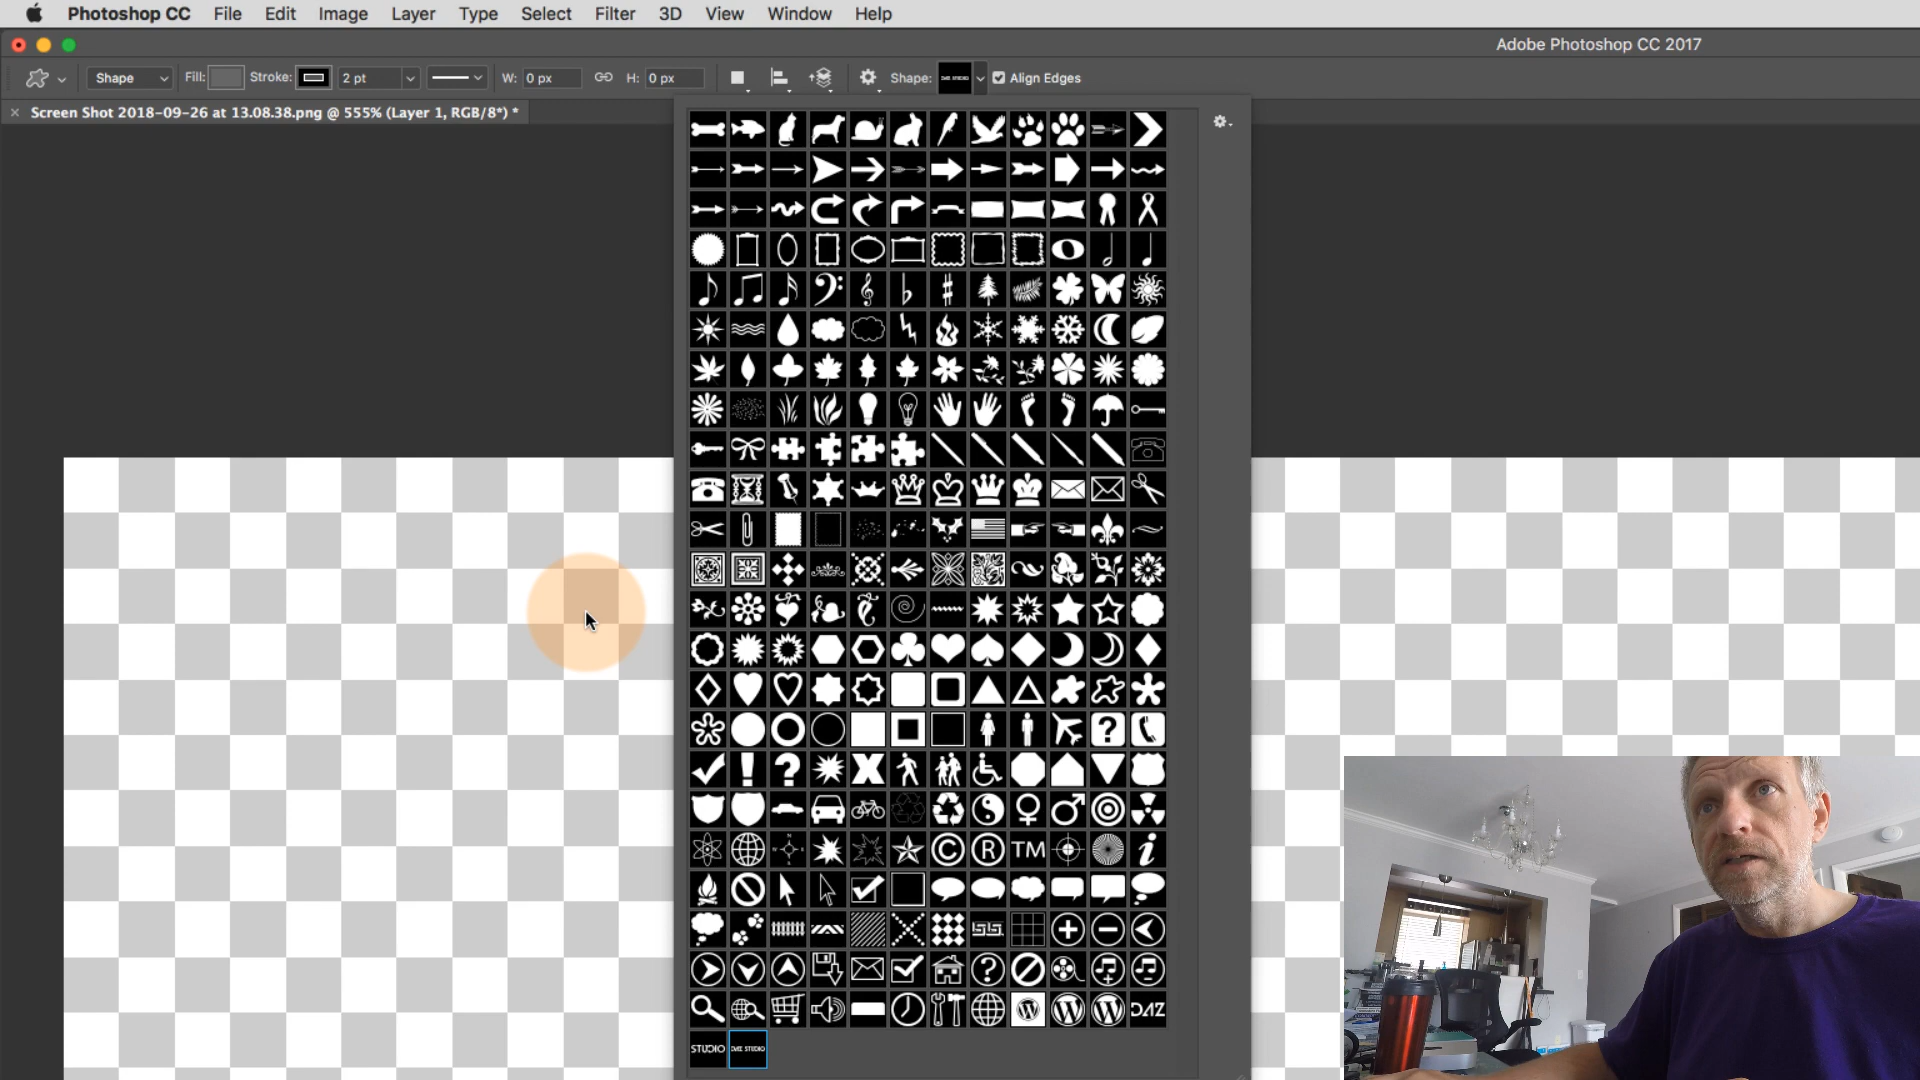 Photoshop CC File Edit Image Layer Type Select Filter 3D View Window Help
Adobe Photoshop CC 2017
Shape Fill: Stroke: 2 pt W: 0 px H: 0 px Shape: Align Edges
Screen Shot 2018-09-26 at 13.08.38.png @ 555% (Layer 1, RGB/8*) *
TM
DAZ
STUDIO